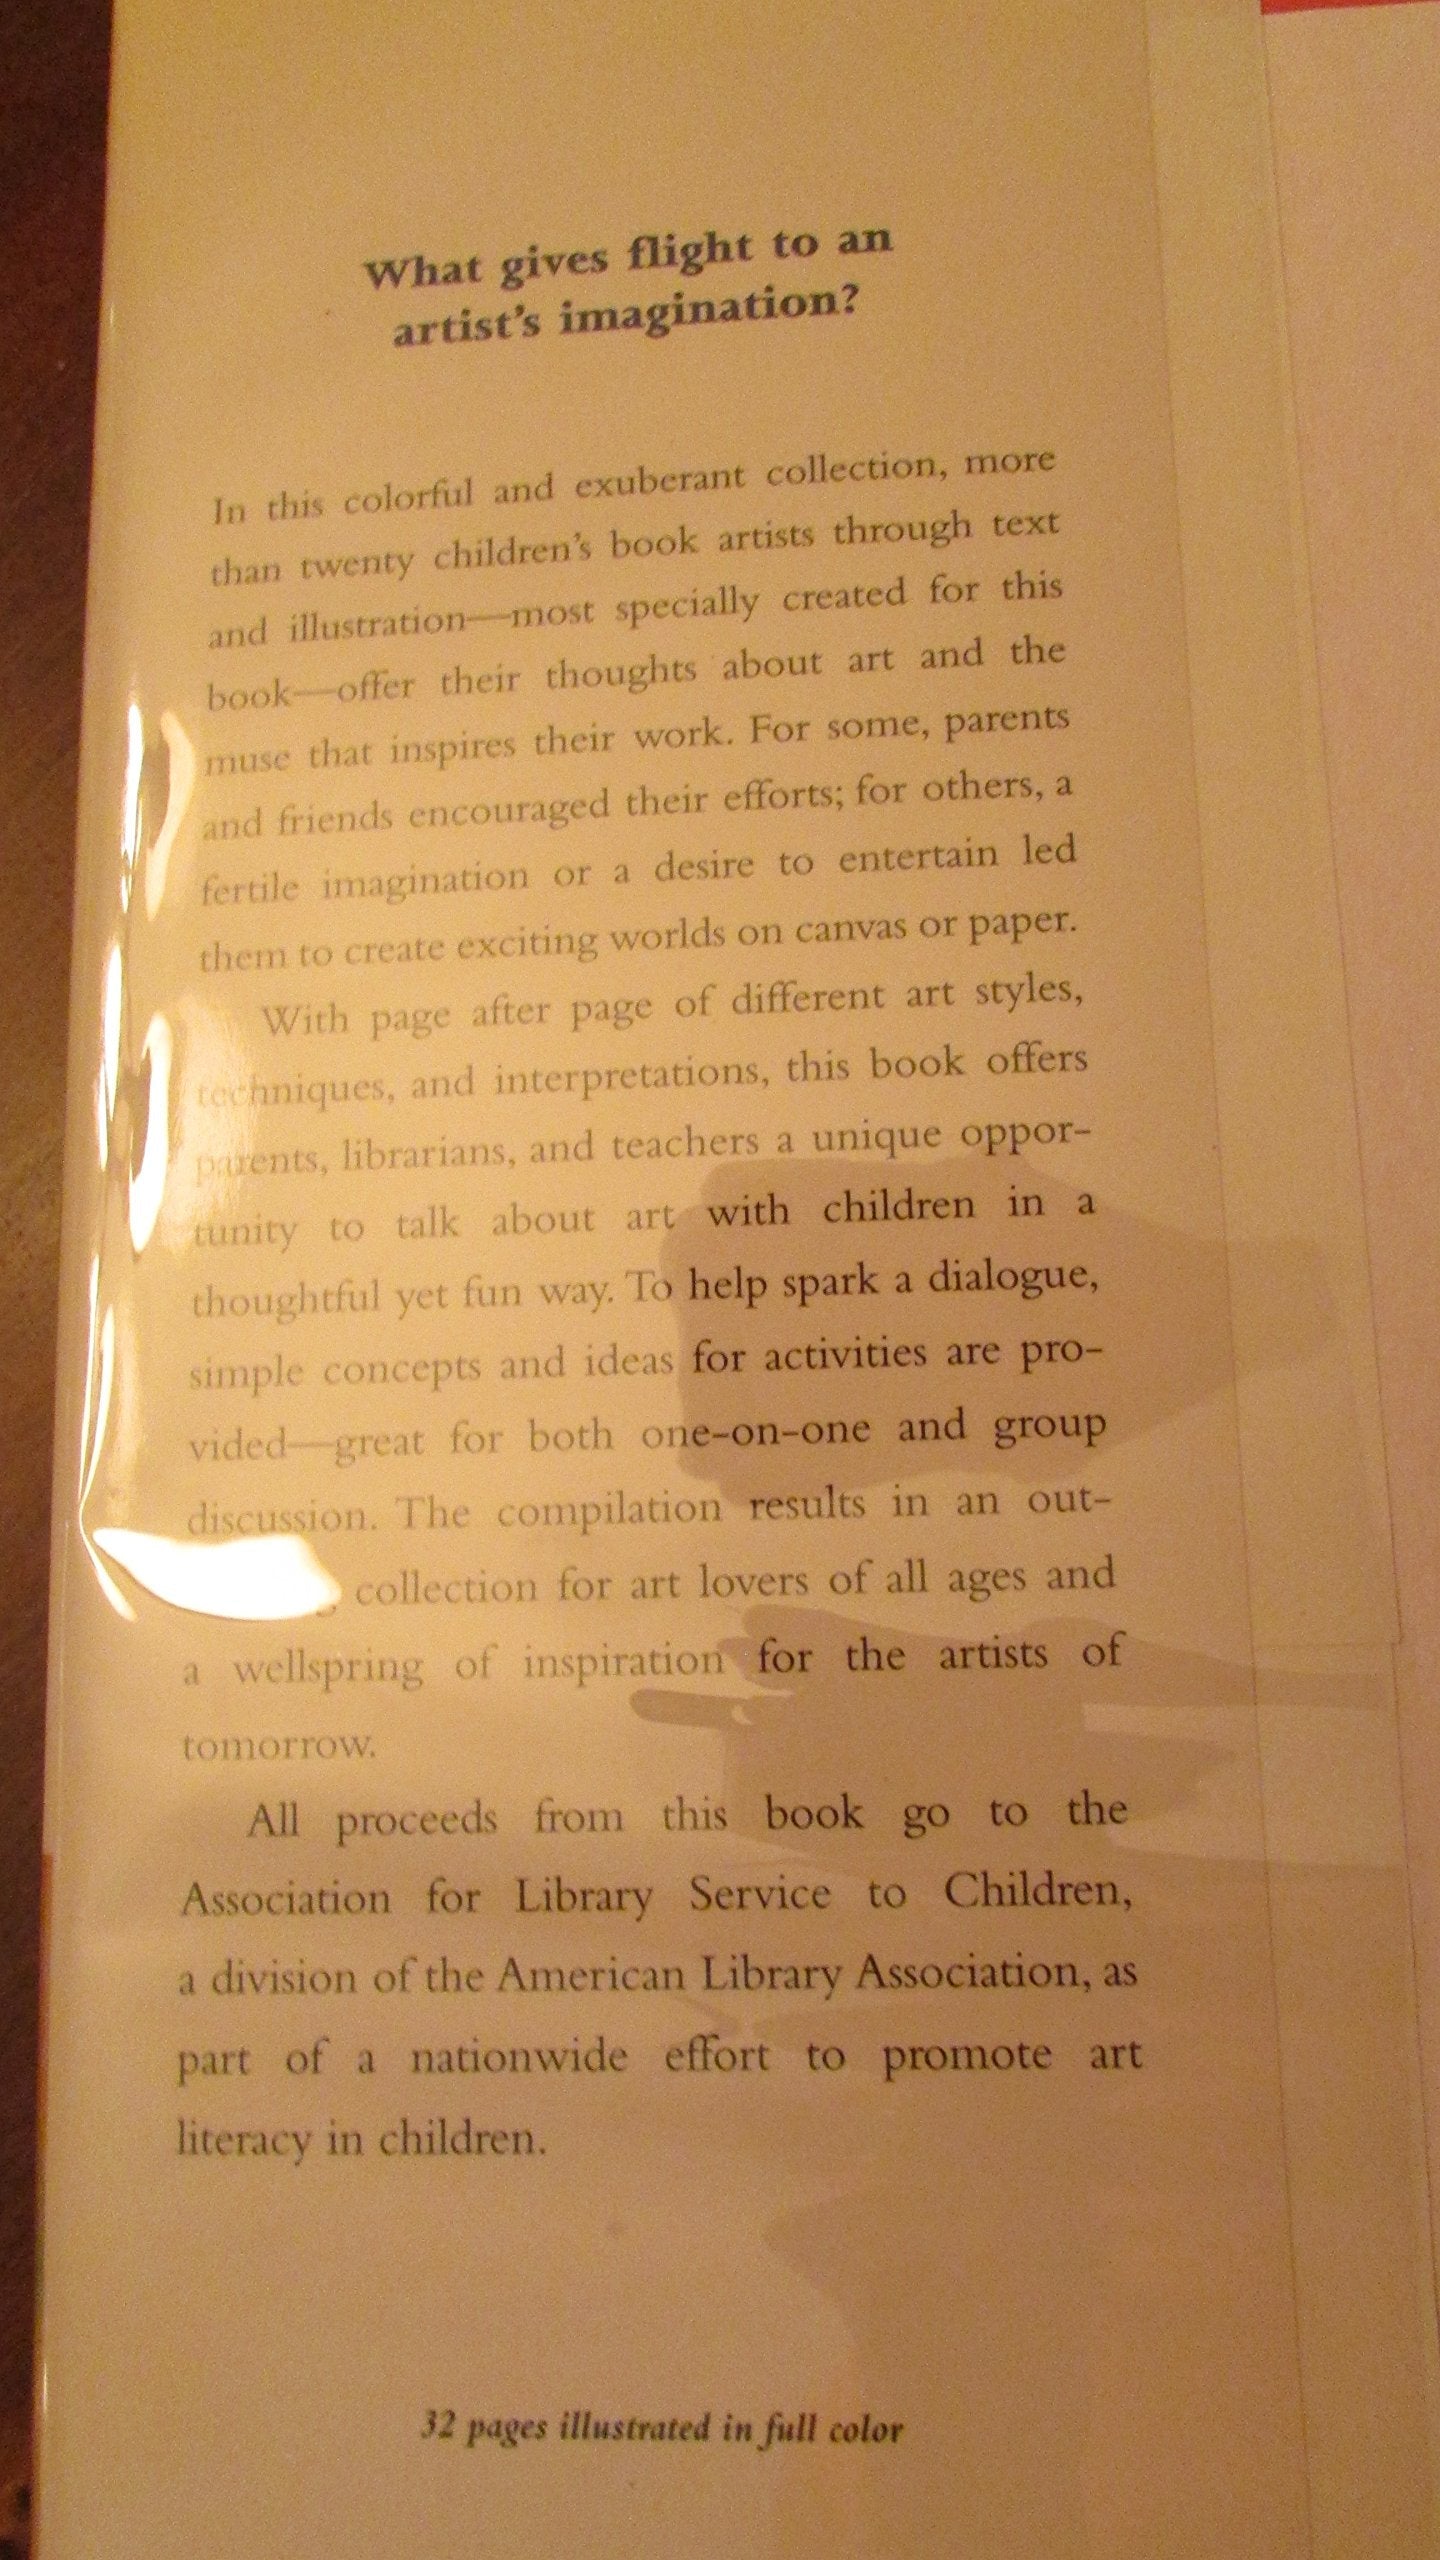 What gives flight to an
artist's imagination?
In this colorful and exuberant collection, more
than twenty children's book artists through text
and illustration—most specially created for this
book—offer their thoughts about art and the
muse that inspires their work. For some, parents
and friends encouraged their efforts; for others, a
fertile imagination or a desire to entertain led
them to create exciting worlds on canvas or paper.
With page after page of different art styles,
techniques, and interpretations, this book offers
parents, librarians, and teachers a unique oppor-
tunity to talk about art with children in a
thoughtful yet fun way. To help spark a dialogue,
simple concepts and ideas for activities are pro-
vided—great for both one-on-one and group
discussion. The compilation results in an out-
collection for art lovers of all ages and
a wellspring of inspiration for the artists of
tomorrow.
All proceeds from this book go to the
Association for Library Service to Children,
a division of the American Library Association, as
part of a nationwide effort to promote art
literacy in children.
32 pages illustrated in full color